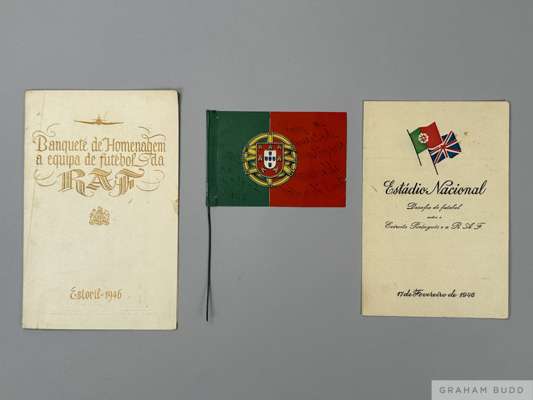 Banquete de Homenagem
a equipa de futebol da
RAF
Estoril-1946
Estádio Nacional
Desafio de futebol
entre o
Exército Português e a R.A.F.
17 de Fevereiro de 1946
GRAHAM BUDD